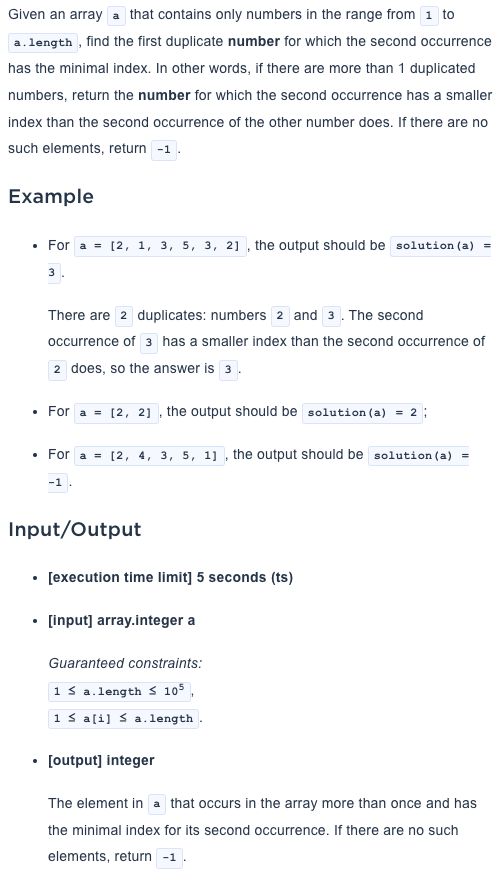 Given an array a that contains only numbers in the range from 1 to
a.length , find the first duplicate number for which the second occurrence
has the minimal index. In other words, if there are more than 1 duplicated
numbers, return the number for which the second occurrence has a smaller
index than the second occurrence of the other number does. If there are no
such elements, return -1 .
Example
• For a = [2, 1, 3, 5, 3, 2] , the output should be solution(a) =
3 .
There are 2 duplicates: numbers 2 and 3 . The second
occurrence of 3 has a smaller index than the second occurrence of
2 does, so the answer is 3 .
• For a = [2, 2] , the output should be solution(a) = 2 ;
• For a = [2, 4, 3, 5, 1] , the output should be solution(a) =
-1 .
Input/Output
• [execution time limit] 5 seconds (ts)
• [input] array.integer a
Guaranteed constraints:
1 ≤ a.length ≤ 10⁵ ,
1 ≤ a[i] ≤ a.length .
• [output] integer
The element in a that occurs in the array more than once and has
the minimal index for its second occurrence. If there are no such
elements, return -1 .